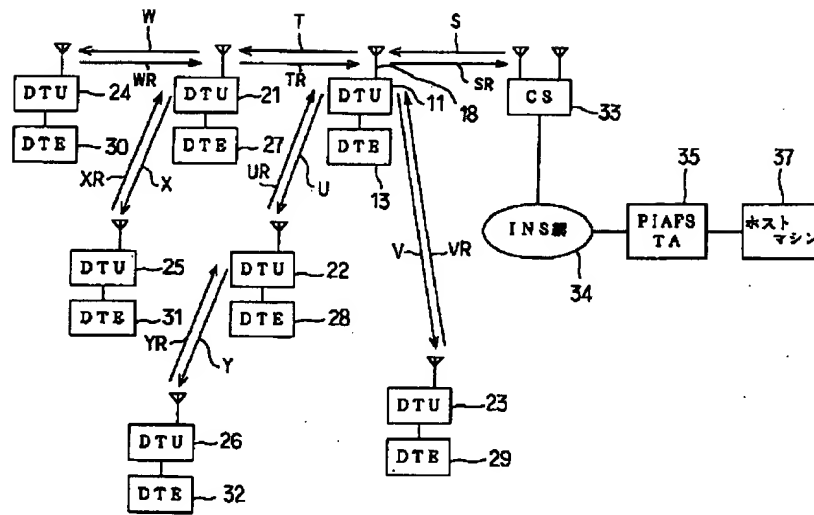 W
T
S
WR
TR
SR
DTU
24
DTU
21
DTU
11
18
CS
33
DTE
30
DTE
27
DTE
13
XR
X
UR
U
V
VR
INS網
34
PIAFS
TA
35
ホスト
マシン
37
DTU
25
DTE
31
DTU
22
DTE
28
YR
Y
DTU
23
DTE
29
DTU
26
DTE
32